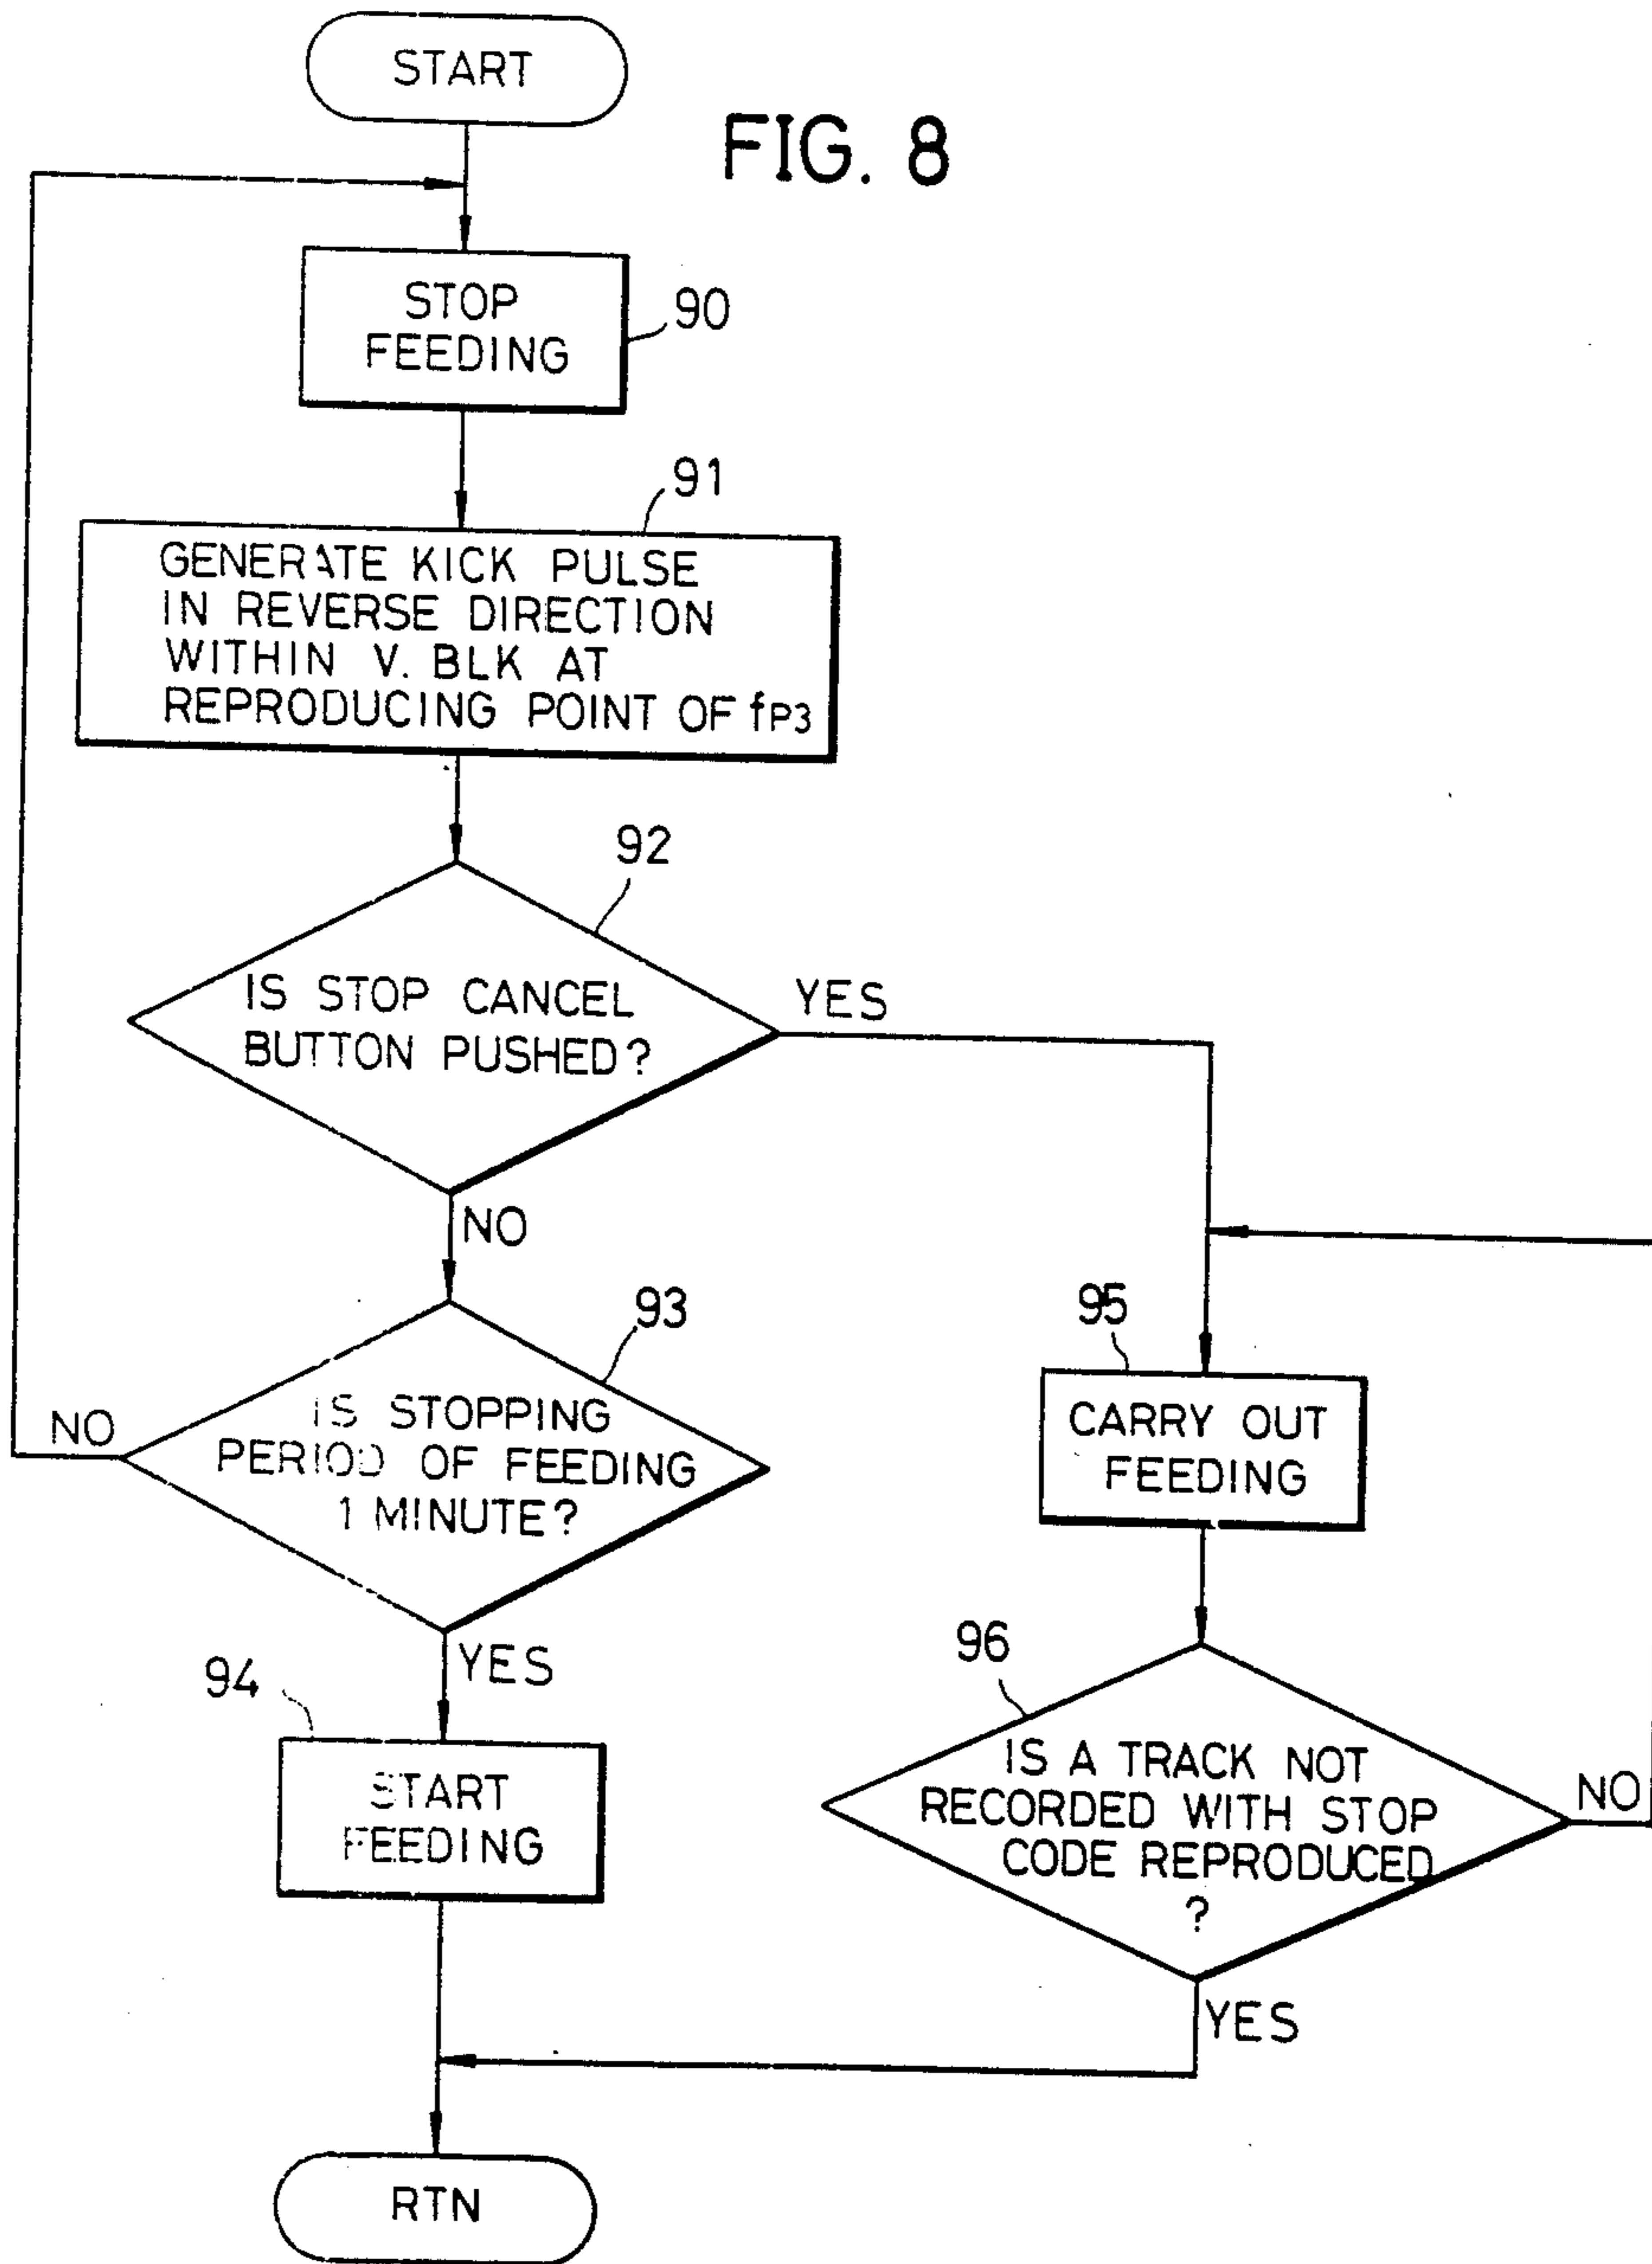 START
FIG. 8
STOP
FEEDING
90
91
GENERATE KICK PULSE
IN REVERSE DIRECTION
WITHIN V. BLK AT
REPRODUCING POINT OF fP3
92
IS STOP CANCEL
BUTTON PUSHED?
YES
NO
93
IS STOPPING
PERIOD OF FEEDING
1 MINUTE?
NO
YES
94
START
FEEDING
95
CARRY OUT
FEEDING
96
IS A TRACK NOT
RECORDED WITH STOP
CODE REPRODUCED
?
NO
YES
RTN